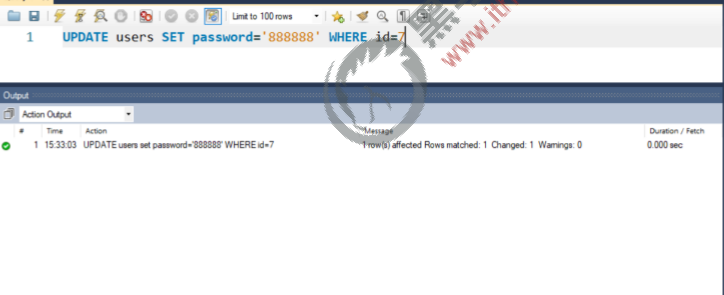 Limit to 100 rows
1 UPDATE users SET password='888888' WHERE id=7
Output
Action Output
# Time Action Message Duration / Fetch
1 15:33:03 UPDATE users set password='888888' WHERE id=7 1 row(s) affected Rows matched: 1 Changed: 1 Warnings: 0 0.000 sec